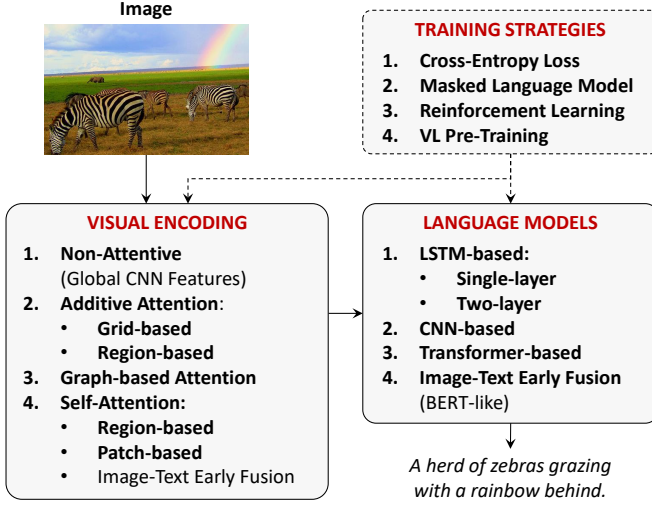 Image
TRAINING STRATEGIES
1. Cross-Entropy Loss
2. Masked Language Model
3. Reinforcement Learning
4. VL Pre-Training
VISUAL ENCODING
1. Non-Attentive
(Global CNN Features)
2. Additive Attention:
• Grid-based
• Region-based
3. Graph-based Attention
4. Self-Attention:
• Region-based
• Patch-based
• Image-Text Early Fusion
LANGUAGE MODELS
1. LSTM-based:
• Single-layer
• Two-layer
2. CNN-based
3. Transformer-based
4. Image-Text Early Fusion
(BERT-like)
A herd of zebras grazing
with a rainbow behind.